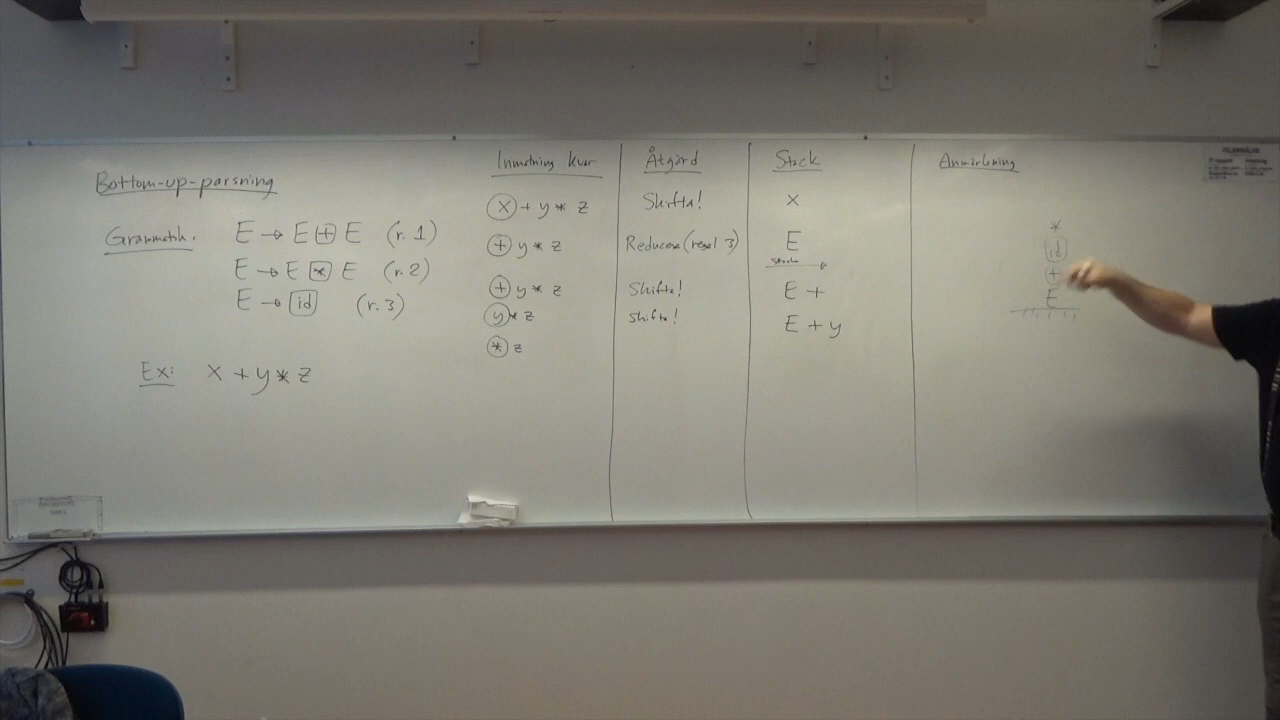 Bottom-up-parsning
Grammatik:
E → E + E (r. 1)
E → E * E (r. 2)
E → id (r. 3)
Ex: x + y * z
Inmatning kvar Åtgärd Stack Anmärkning
x + y * z Shifta! x
+ y * z Reducera (regel 3) E
+ y * z Shifta! E +
y * z shifta! E + y
* z
*
id
+
E